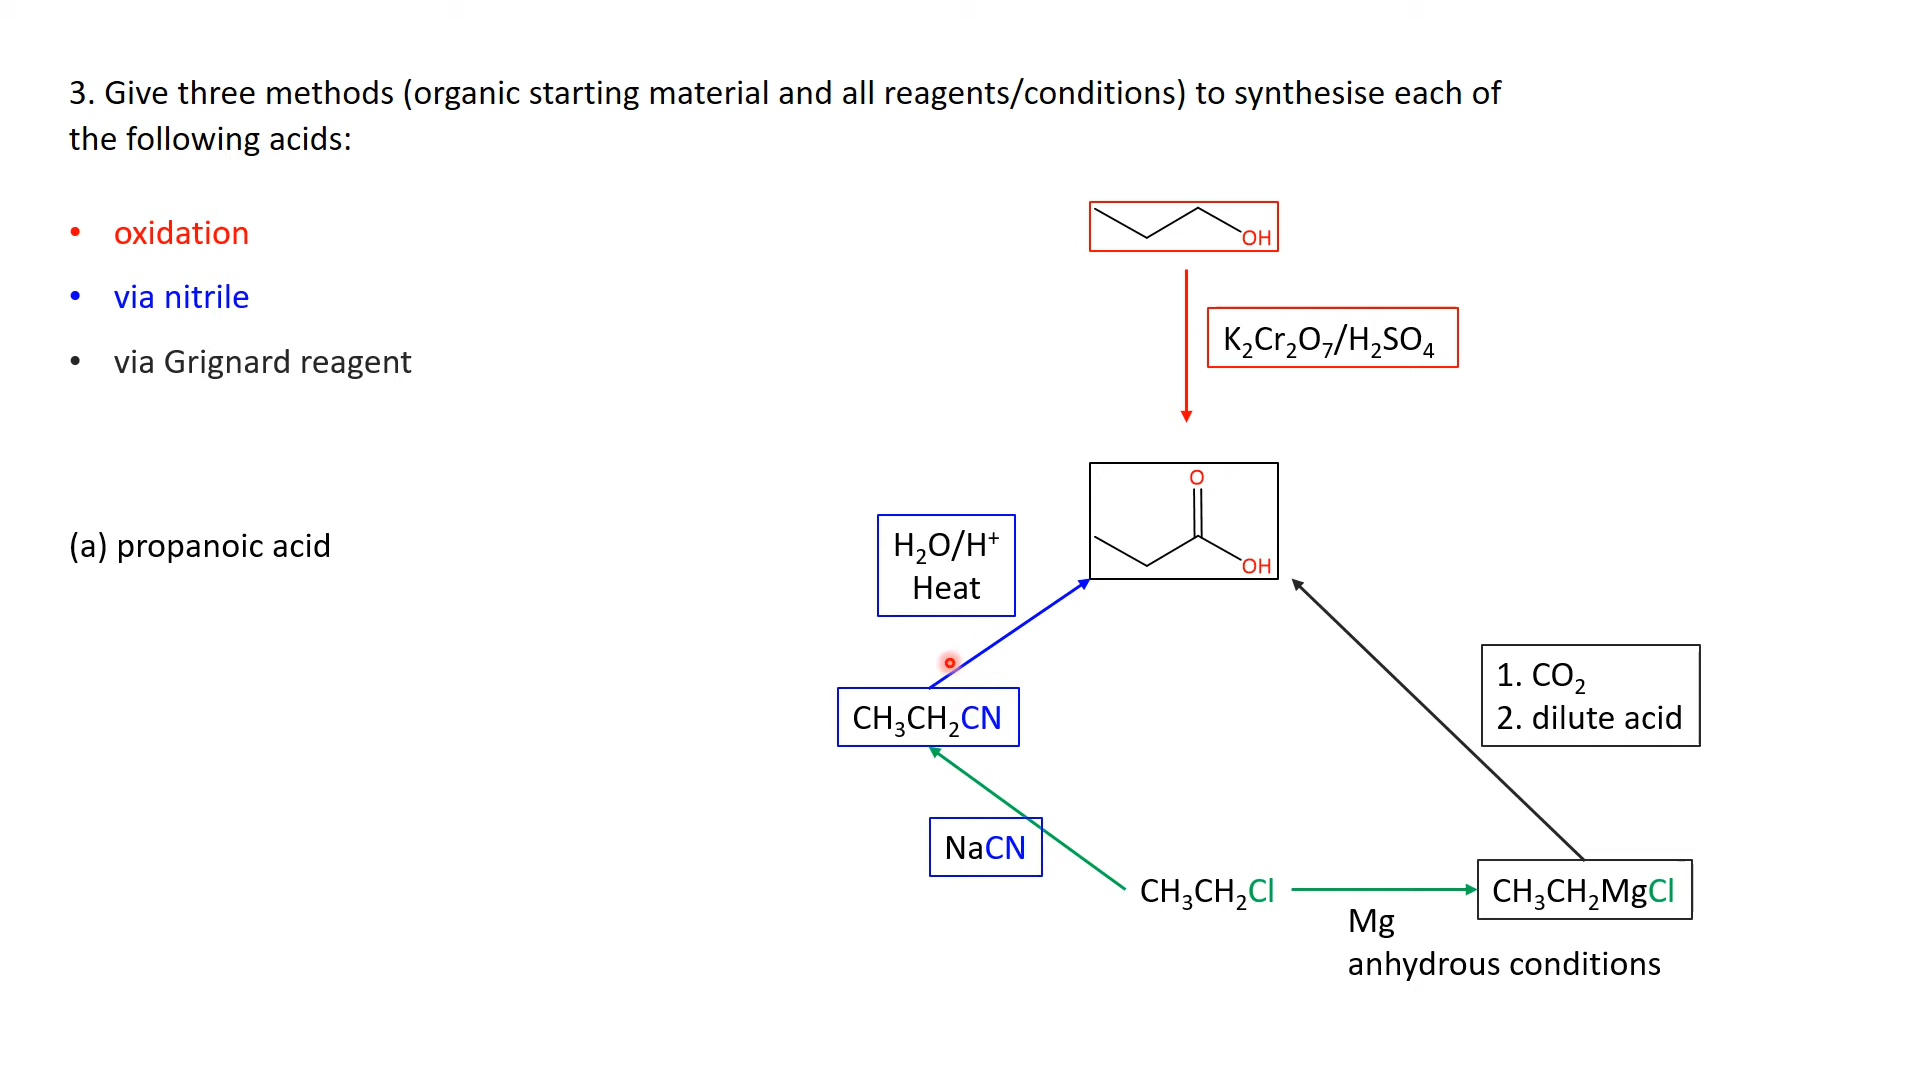 3. Give three methods (organic starting material and all reagents/conditions) to synthesise each of
the following acids:
• oxidation
• via nitrile
• via Grignard reagent
(a) propanoic acid
OH
K₂Cr₂O₇/H₂SO₄
O
OH
H₂O/H⁺
Heat
1. CO₂
2. dilute acid
CH₃CH₂CN
NaCN
CH₃CH₂Cl
CH₃CH₂MgCl
Mg
anhydrous conditions